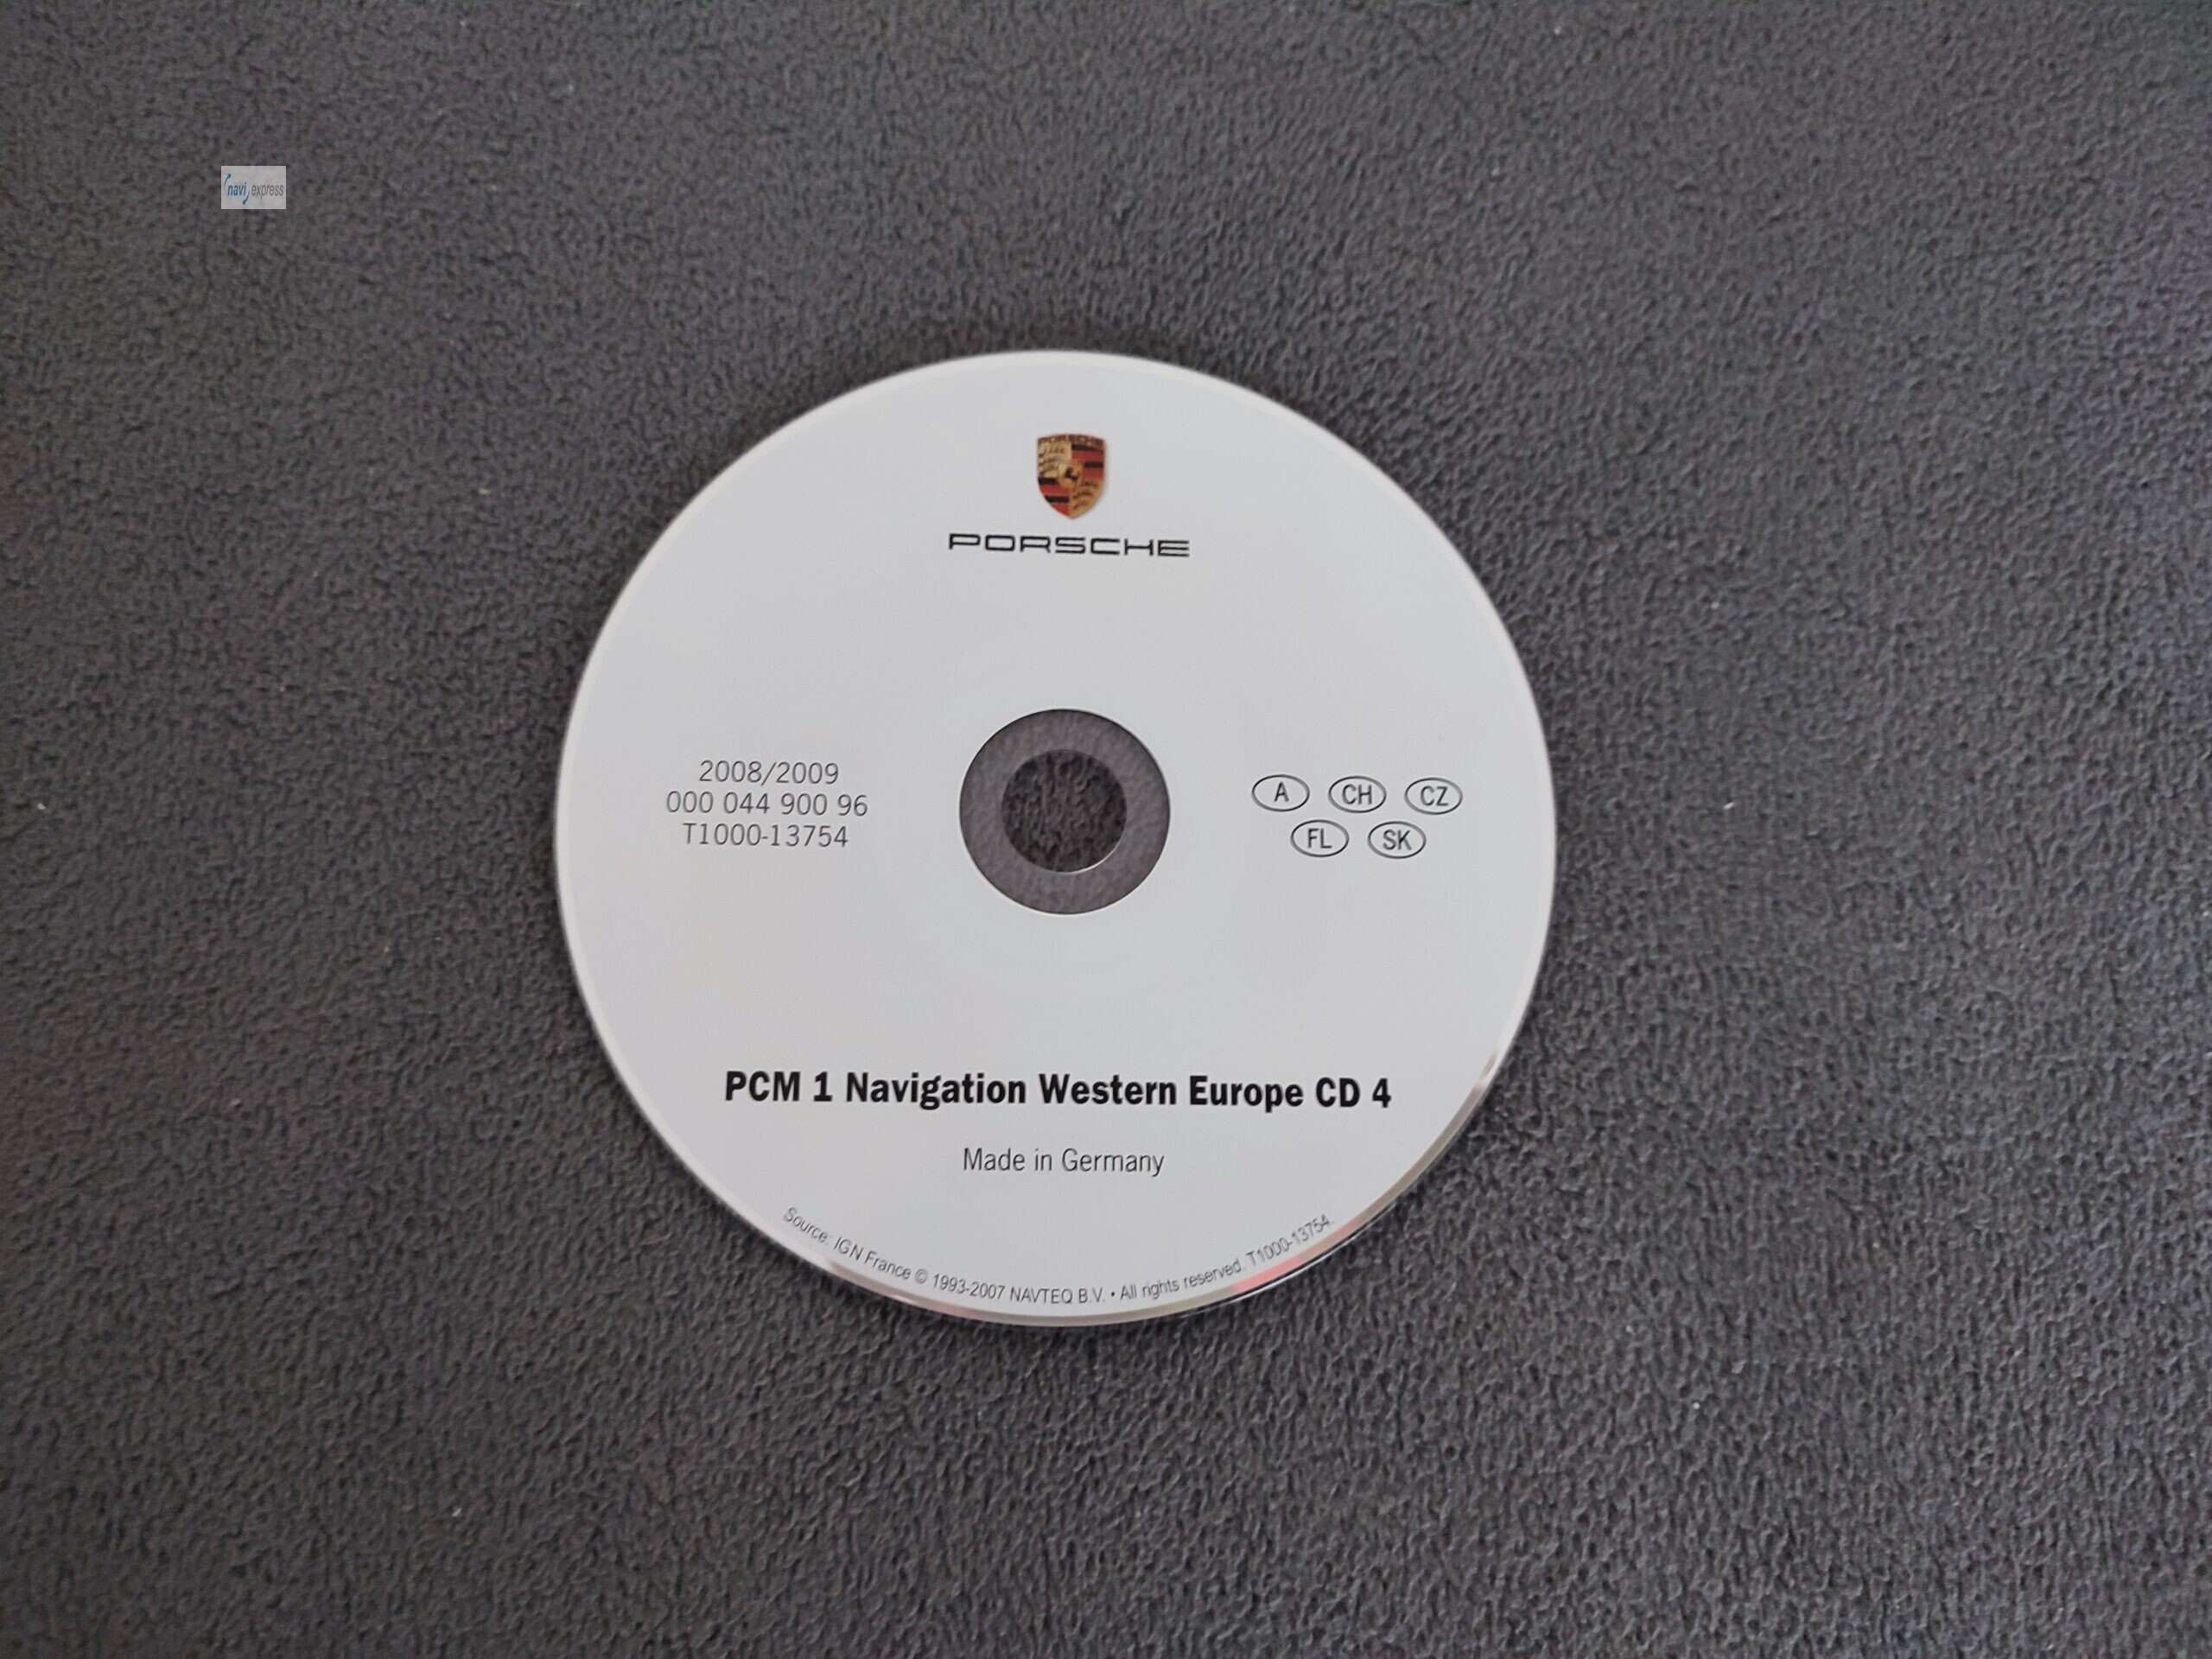 navi express
PORSCHE
PORSCHE
2008/2009
000 044 900 96
T1000-13754
A CH CZ
FL SK
PCM 1 Navigation Western Europe CD 4
Made in Germany
Source: IGN France © 1993-2007 NAVTEQ B.V. • All rights reserved. T1000-13754.